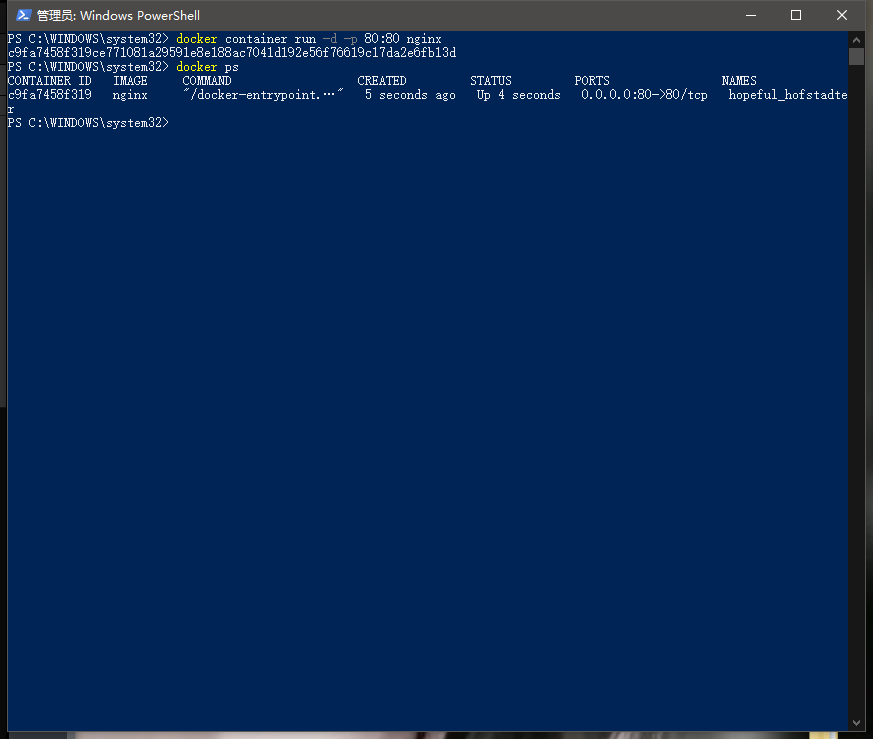 管理员: Windows PowerShell
PS C:\WINDOWS\system32> docker container run -d -p 80:80 nginx
c9fa7458f319ce771081a29591e8e188ac7041d192e56f76619c17da2e6fb13d
PS C:\WINDOWS\system32> docker ps
CONTAINER ID   IMAGE     COMMAND                  CREATED         STATUS         PORTS                NAMES
c9fa7458f319   nginx     "/docker-entrypoint.…"   5 seconds ago   Up 4 seconds   0.0.0.0:80->80/tcp   hopeful_hofstadte
r
PS C:\WINDOWS\system32>